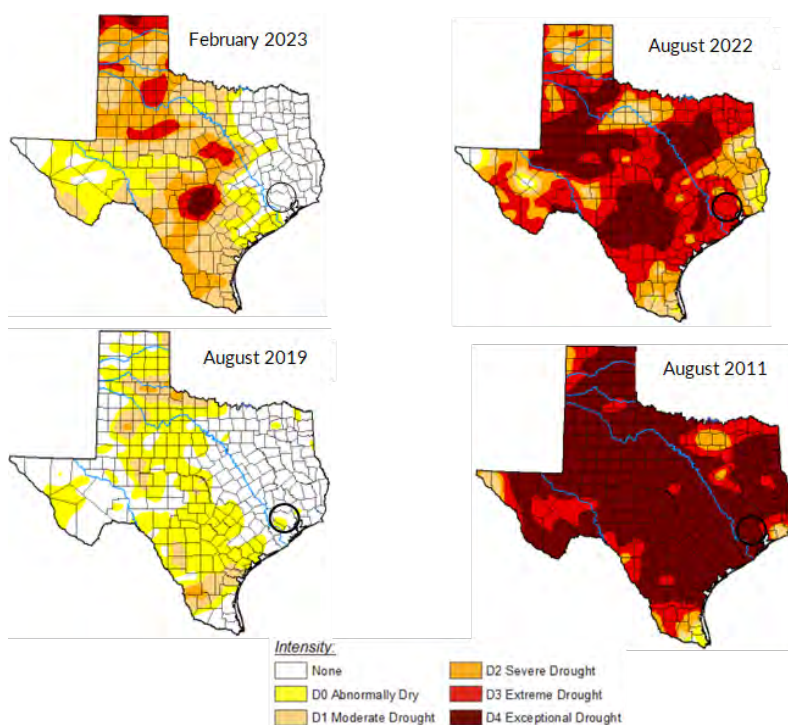 February 2023
August 2022
August 2019
August 2011
Intensity:
None
D0 Abnormally Dry
D1 Moderate Drought
D2 Severe Drought
D3 Extreme Drought
D4 Exceptional Drought